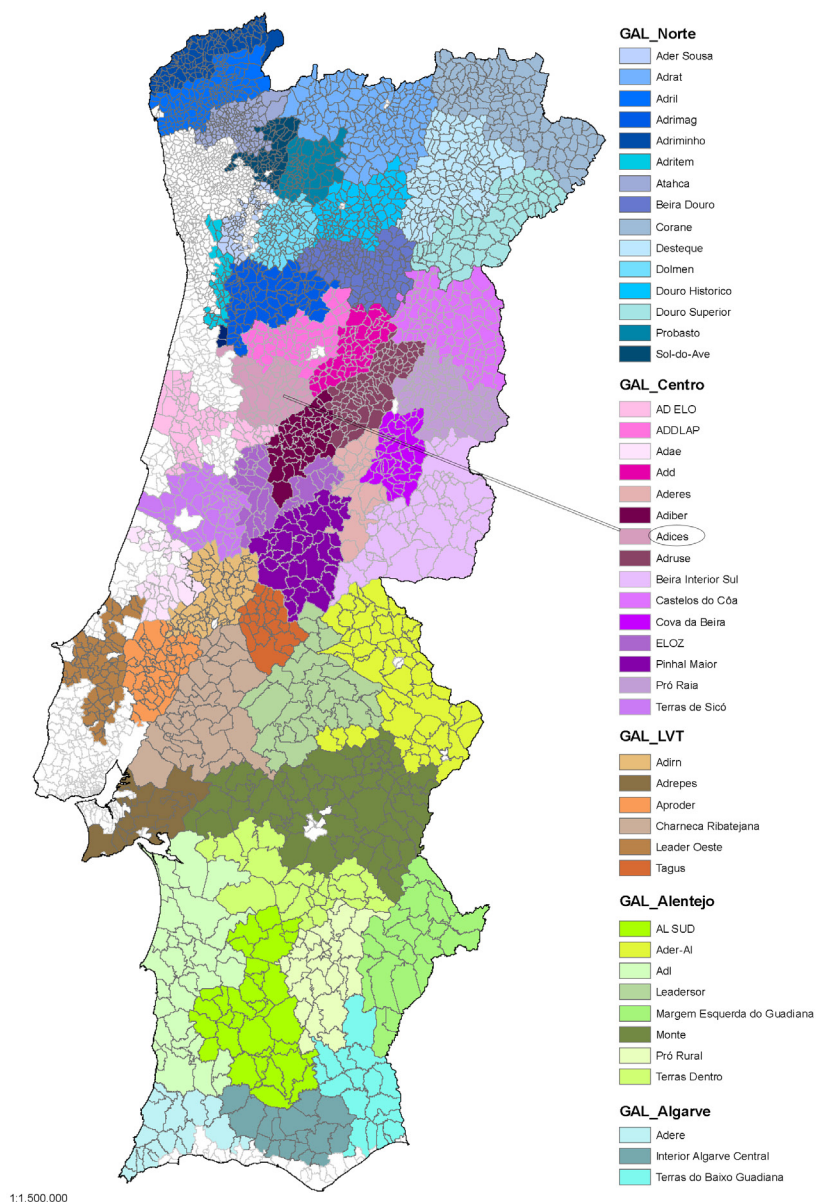 GAL_Norte
Ader Sousa
Adrat
Adril
Adrimag
Adriminho
Adritem
Atahca
Beira Douro
Corane
Desteque
Dolmen
Douro Historico
Douro Superior
Probasto
Sol-do-Ave
GAL_Centro
AD ELO
ADDLAP
Adae
Add
Aderes
Adiber
Adices
Adruse
Beira Interior Sul
Castelos do Côa
Cova da Beira
ELOZ
Pinhal Maior
Pró Raia
Terras de Sicó
GAL_LVT
Adirn
Adrepes
Aproder
Charneca Ribatejana
Leader Oeste
Tagus
GAL_Alentejo
AL SUD
Ader-Al
Adl
Leadersor
Margem Esquerda do Guadiana
Monte
Pró Rural
Terras Dentro
GAL_Algarve
Adere
Interior Algarve Central
Terras do Baixo Guadiana
1:1.500.000